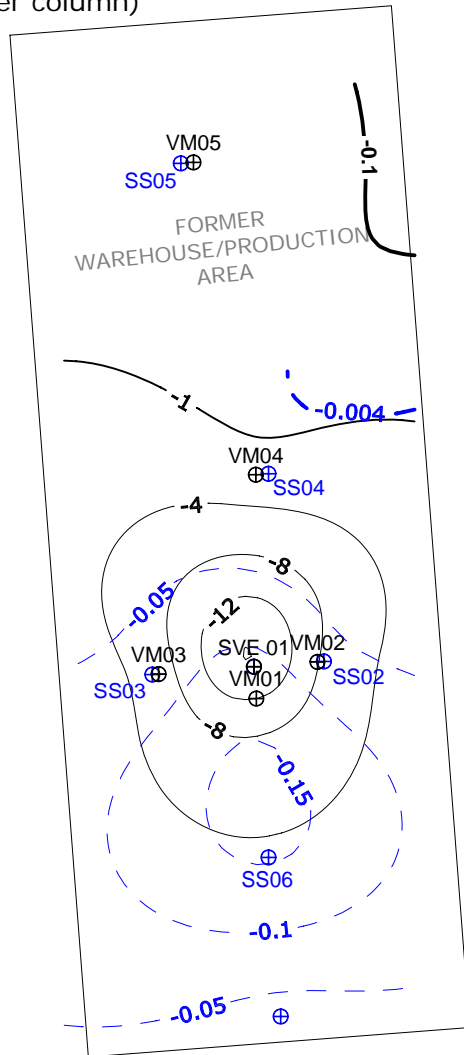 er column)
VM05
SS05
-0.1
FORMER
WAREHOUSE/PRODUCTION
AREA
-1
-0.004
VM04
SS04
-4
-8
-0.05
-12
SVE 01
VM02
VM03
SS02
SS03
VM01
-8
-0.15
SS06
-0.1
-0.05